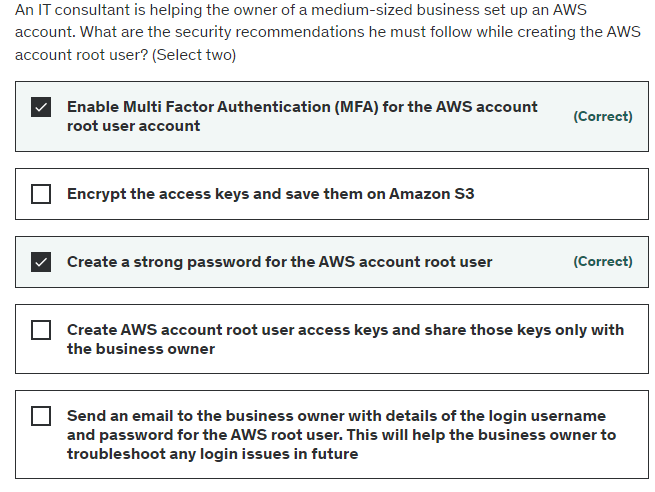 An IT consultant is helping the owner of a medium-sized business set up an AWS
account. What are the security recommendations he must follow while creating the AWS
account root user? (Select two)
Enable Multi Factor Authentication (MFA) for the AWS account
root user account
(Correct)
Encrypt the access keys and save them on Amazon S3
Create a strong password for the AWS account root user
(Correct)
Create AWS account root user access keys and share those keys only with
the business owner
Send an email to the business owner with details of the login username
and password for the AWS root user. This will help the business owner to
troubleshoot any login issues in future